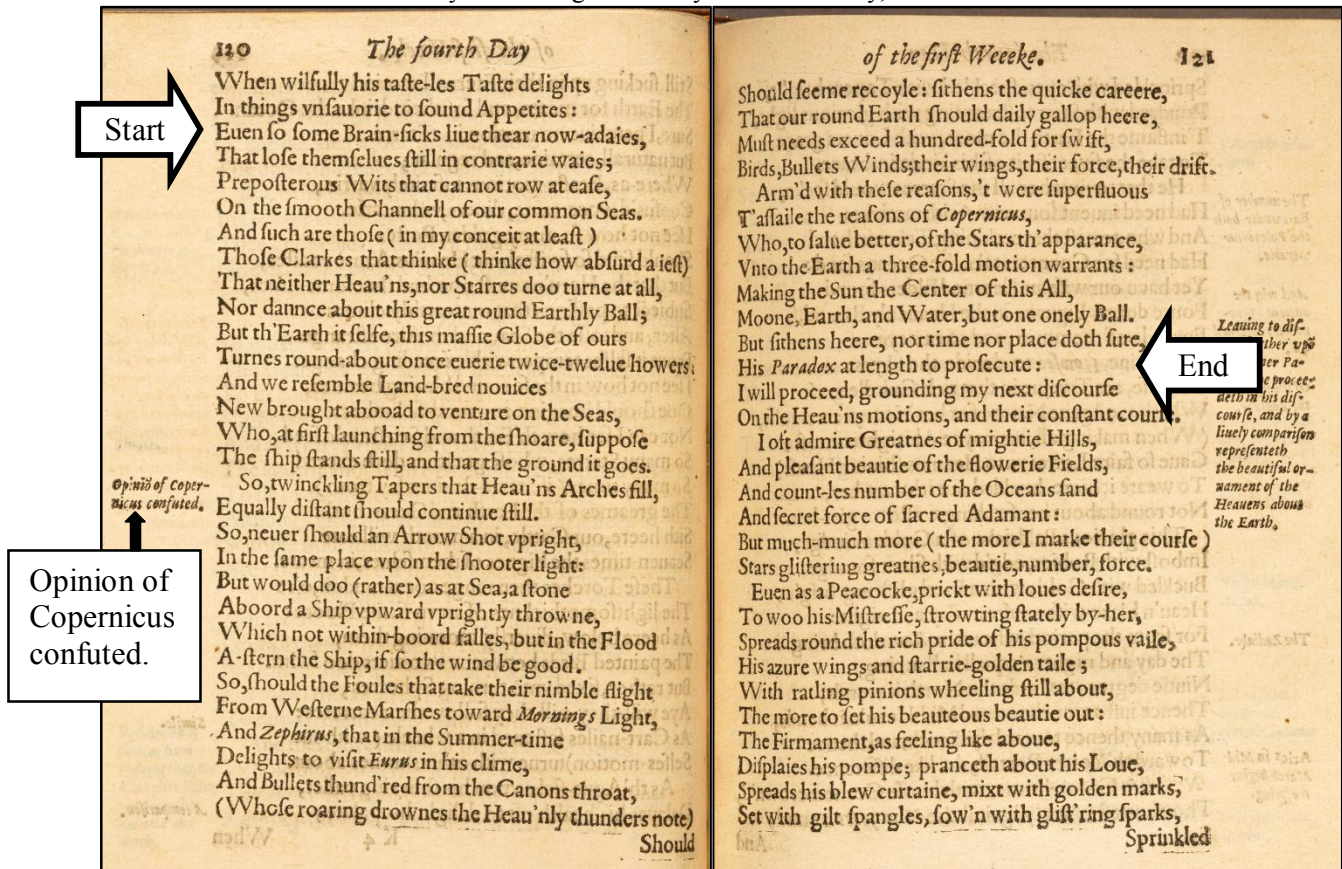 120 The fourth Day
When wilfully his taſte-les Taſte delights
In things vnſauorie to ſound Appetites :
Start
Euen ſo ſome Brain-ſicks liue thear now-adaies,
That loſe themſelues ſtill in contrarie waies;
Prepoſterous Wits that cannot row at eaſe,
On the ſmooth Channell of our common Seas.
And ſuch are thoſe ( in my conceit at leaſt )
Thoſe Clarkes that thinke ( thinke how abſurd a ieſt)
That neither Heau'ns, nor Starres doo turne at all,
Nor dannce about this great round Earthly Ball;
But th'Earth it ſelfe, this maſſie Globe of ours
Turnes round-about once euerie twice-twelue howers.
And we reſemble Land-bred nouices
New brought abooad to venture on the Seas,
Who, at firſt launching from the ſhoare, ſuppoſe
The ſhip ſtands ſtill, and that the ground it goes.
So, twinckling Tapers that Heau'ns Arches fill,
Equally diſtant ſhould continue ſtill.
So, neuer ſhould an Arrow Shot vpright,
In the ſame place vpon the ſhooter light:
But would doo (rather) as at Sea, a ſtone
Aboord a Ship vpward vprightly throwne,
Which not within-boord falles, but in the Flood
A-ſtern the Ship, if ſo the wind be good.
So, ſhould the Foules that take their nimble flight
From Weſterne Marſhes toward Mornings Light,
And Zephirus, that in the Summer-time
Delights to viſit Eurus in his clime,
And Bullets thund'red from the Canons throat,
(Whoſe roaring drownes the Heau'nly thunders note)
Should
Opiniõ of Coper-
nicus confuted.
Opinion of
Copernicus
confuted.
of the firſt Weeeke. 121
Should ſeeme recoyle : ſithens the quicke careere,
That our round Earth ſhould daily gallop heere,
Muſt needs exceed a hundred-fold for ſwift,
Birds, Bullets Winds; their wings, their force, their drift.
Arm'd with theſe reaſons, 't were ſuperfluous
T'aſſaile the reaſons of Copernicus,
Who, to ſalue better, of the Stars th'apparance,
Vnto the Earth a three-fold motion warrants :
Making the Sun the Center of this All,
Moone, Earth, and Water, but one onely Ball.
But ſithens heere, nor time nor place doth ſute,
His Paradox at length to proſecute :
End
I will proceed, grounding my next diſcourſe
On the Heau'ns motions, and their conſtant courſe.
I oft admire Greatnes of mightie Hills,
And pleaſant beautie of the flowerie Fields,
And count-les number of the Oceans ſand
And ſecret force of ſacred Adamant :
But much-much more ( the more I marke their courſe )
Stars gliſtering greatnes, beautie, number, force.
Euen as a Peacocke, prickt with loues deſire,
To woo his Miſtreſſe, ſtrowting ſtately by-her,
Spreads round the rich pride of his pompous vaile,
His azure wings and ſtarrie-golden taile ;
With ratling pinions wheeling ſtill about,
The more to ſet his beauteous beautie out :
The Firmament, as feeling like aboue,
Diſplaies his pompe; pranceth about his Loue,
Spreads his blew curtaine, mixt with golden marks,
Set with gilt ſpangles, ſow'n with gliſt'ring ſparks,
Sprinkled
Leauing to diſ-
vpõ
Pa-
procee-
deth in his diſ-
courſe, and by a
liuely compariſon
repreſenteth
the beautiful or-
nament of the
Heauens about
the Earth.